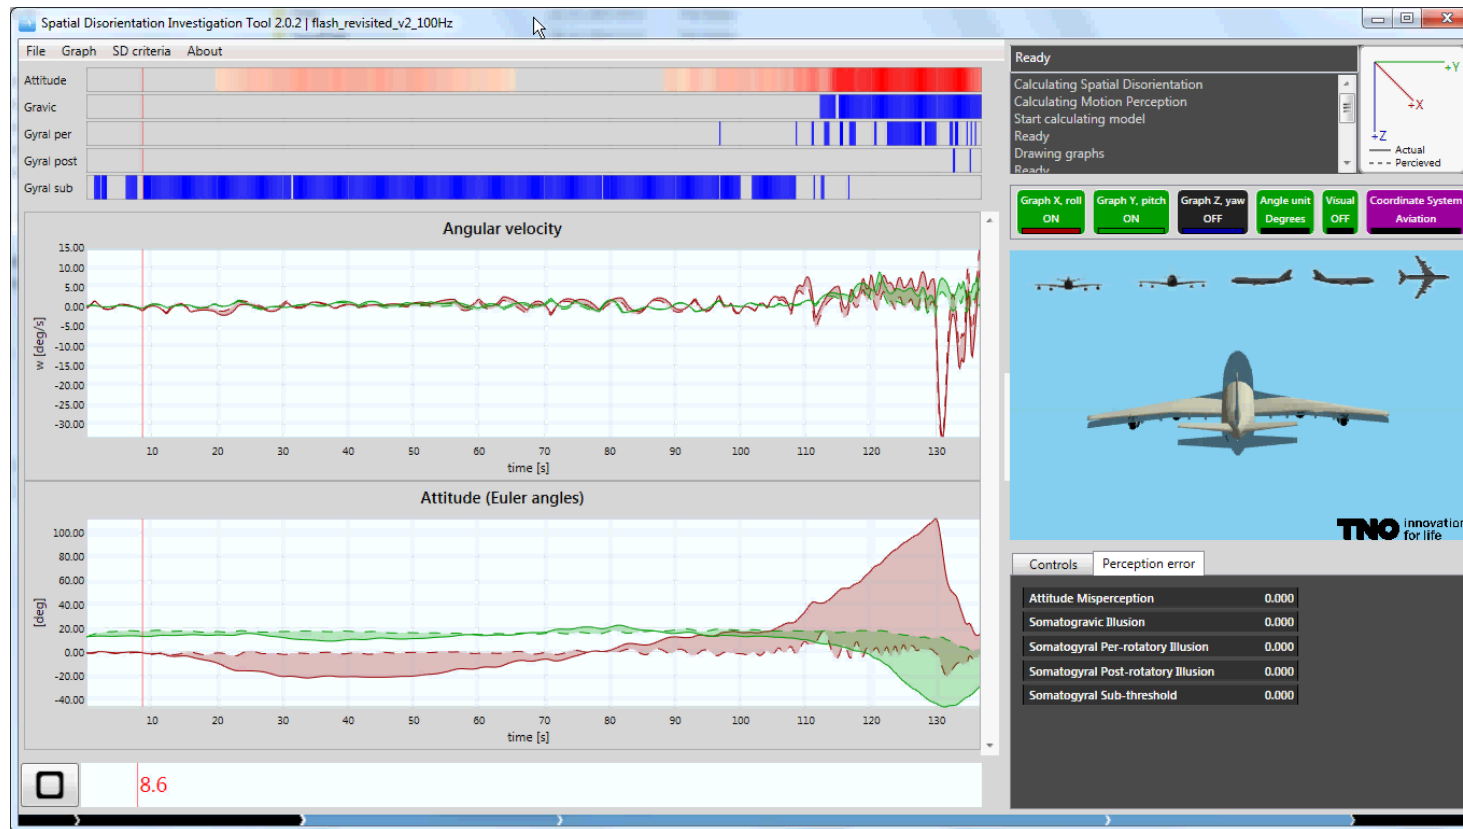 Spatial Disorientation Investigation Tool 2.0.2 | flash_revisited_v2_100Hz
File Graph SD criteria About
Attitude
Gravic
Gyral per
Gyral post
Gyral sub
Angular velocity
15.00
10.00
5.00
0.00
-5.00
-10.00
-15.00
-20.00
-25.00
-30.00
w [deg/s]
10 20 30 40 50 60 70 80 90 100 110 120 130
time [s]
Attitude (Euler angles)
100.00
80.00
60.00
40.00
20.00
0.00
-20.00
-40.00
[deg]
10 20 30 40 50 60 70 80 90 100 110 120 130
time [s]
8.6
Ready
Calculating Spatial Disorientation
Calculating Motion Perception
Start calculating model
Ready
Drawing graphs
Ready
+Y
+X
+Z
Actual
Percieved
Graph X, roll
ON
Graph Y, pitch
ON
Graph Z, yaw
OFF
Angle unit
Degrees
Visual
OFF
Coordinate System
Aviation
TNO innovation
for life
Controls Perception error
Attitude Misperception 0.000
Somatogravic Illusion 0.000
Somatogyral Per-rotatory Illusion 0.000
Somatogyral Post-rotatory Illusion 0.000
Somatogyral Sub-threshold 0.000